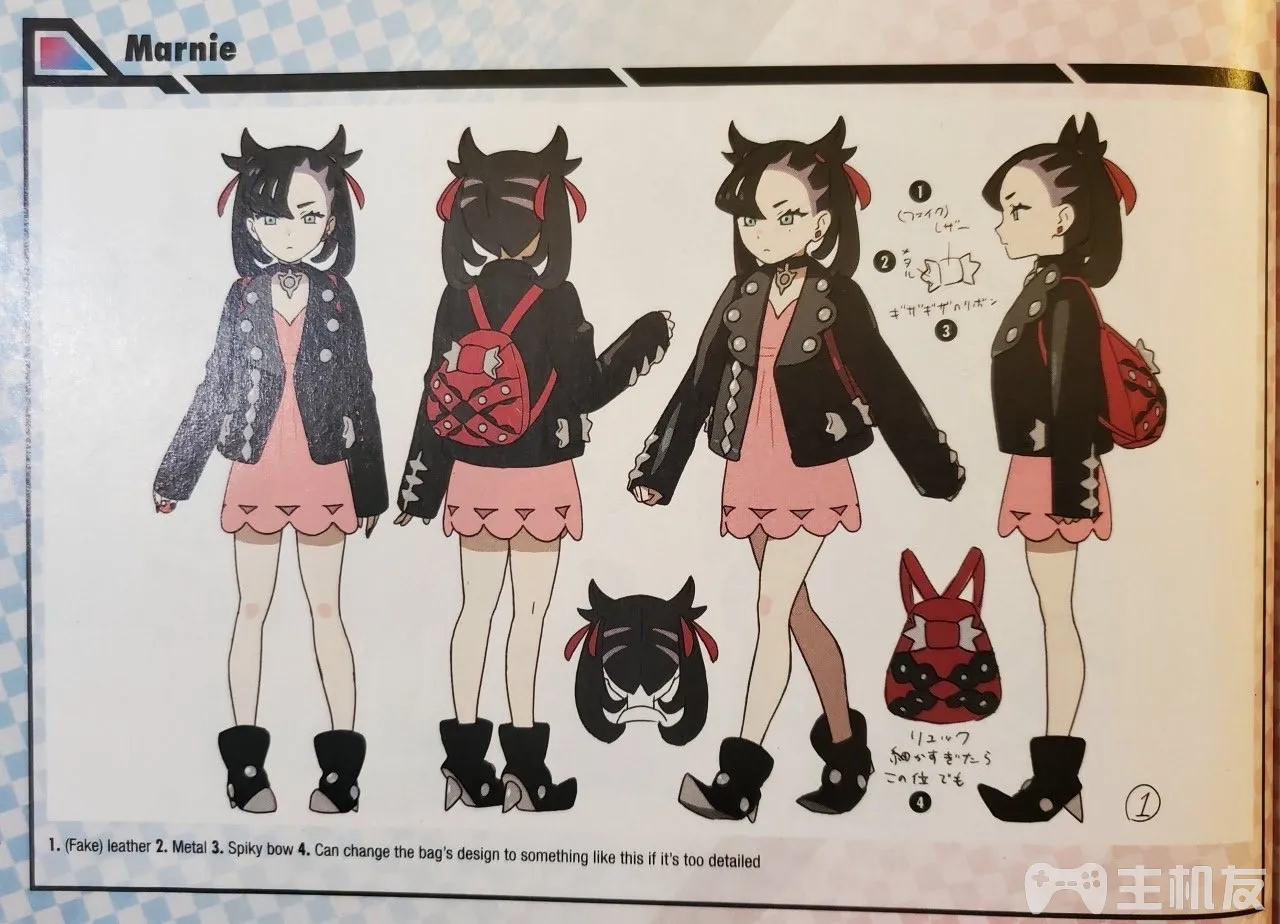 Marnie
1
(フェイク)
レザー
2
メタル
ギザギザのリボン
3
リュック
細かすぎたら
この位でも
4
1
1. (Fake) leather 2. Metal 3. Spiky bow 4. Can change the bag's design to something like this if it's too detailed
主机友